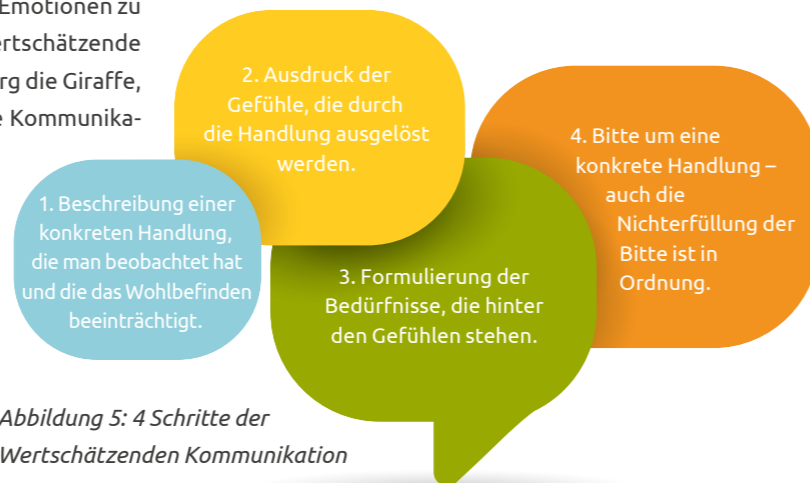 Emotionen zu
ertschätzende
rg die Giraffe,
e Kommunika-
1. Beschreibung einer
konkreten Handlung,
die man beobachtet hat
und die das Wohlbefinden
beeinträchtigt.
2. Ausdruck der
Gefühle, die durch
die Handlung ausgelöst
werden.
3. Formulierung der
Bedürfnisse, die hinter
den Gefühlen stehen.
4. Bitte um eine
konkrete Handlung –
auch die
Nichterfüllung der
Bitte ist in
Ordnung.
Abbildung 5: 4 Schritte der
Wertschätzenden Kommunikation